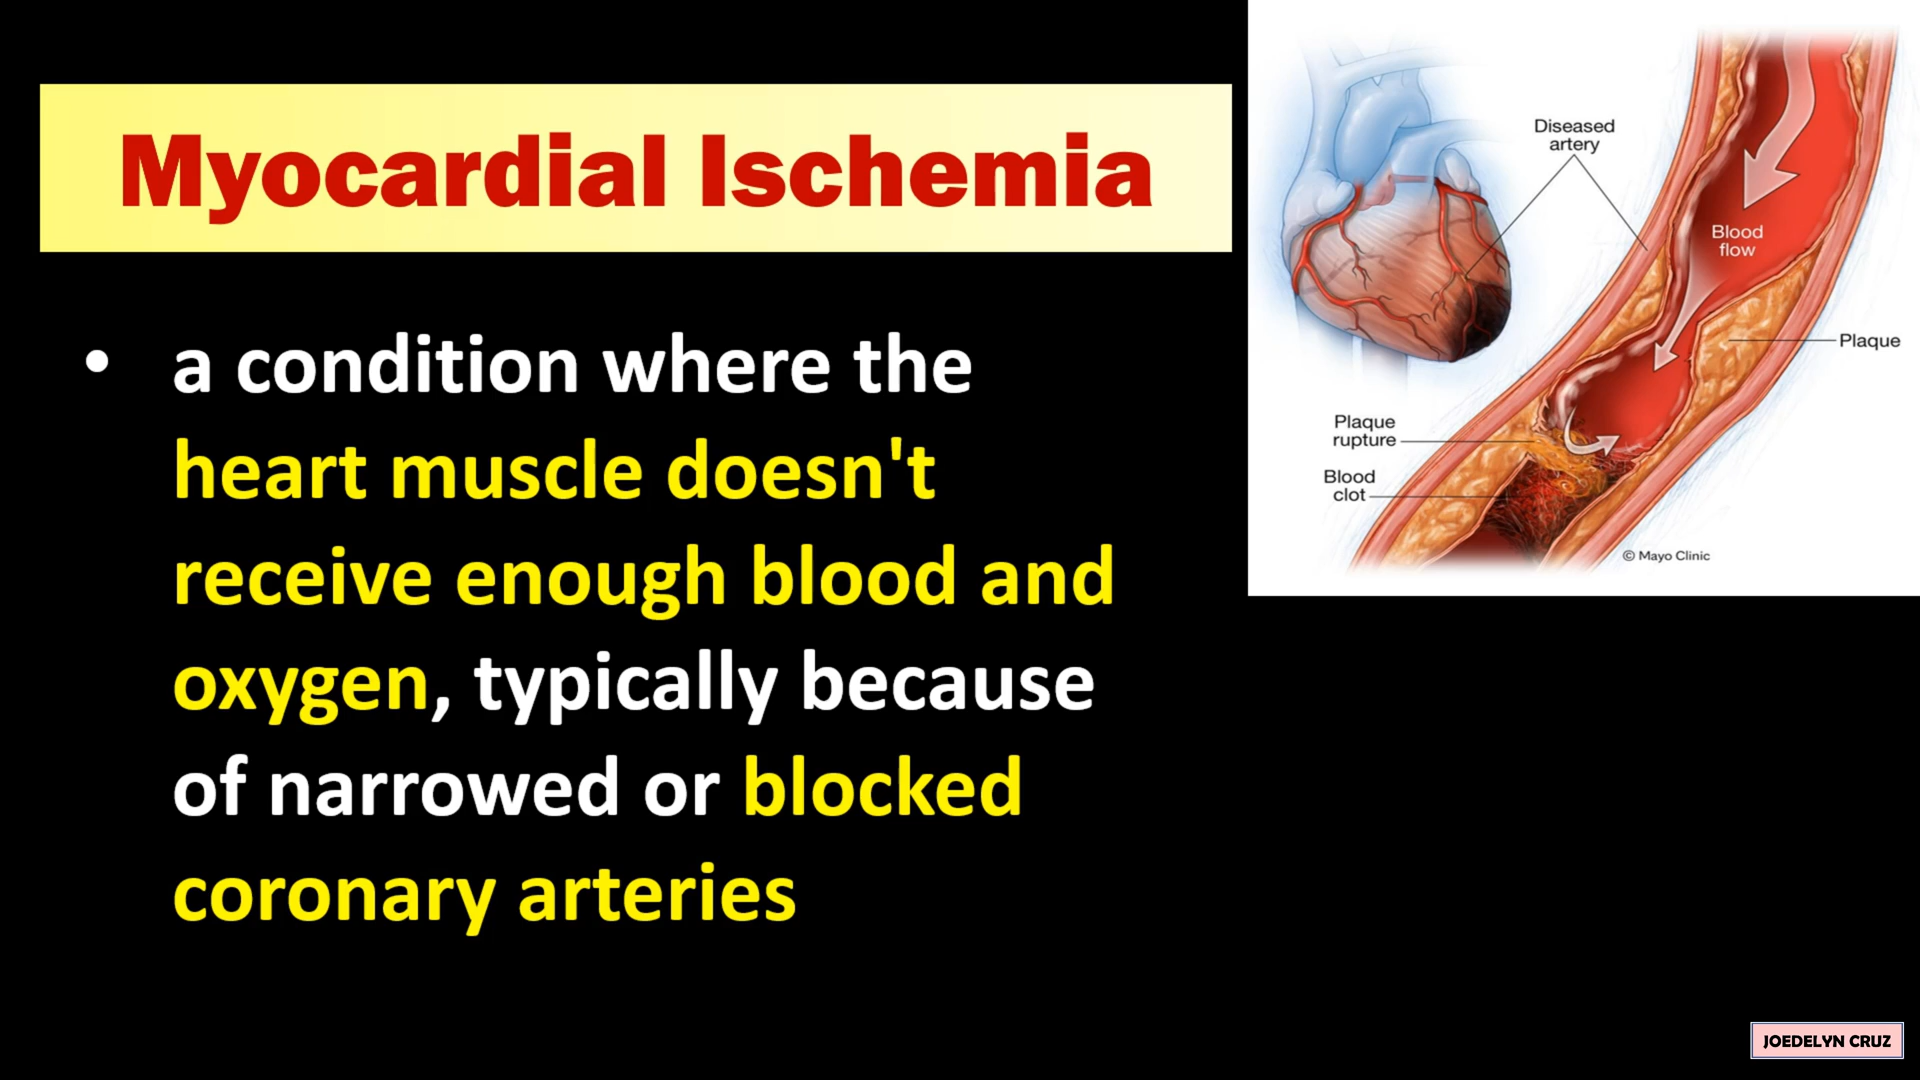 Myocardial Ischemia
• a condition where the
heart muscle doesn't
receive enough blood and
oxygen, typically because
of narrowed or blocked
coronary arteries
Diseased
artery
Blood
flow
Plaque
Plaque
rupture
Blood
clot
© Mayo Clinic
JOEDELYN CRUZ